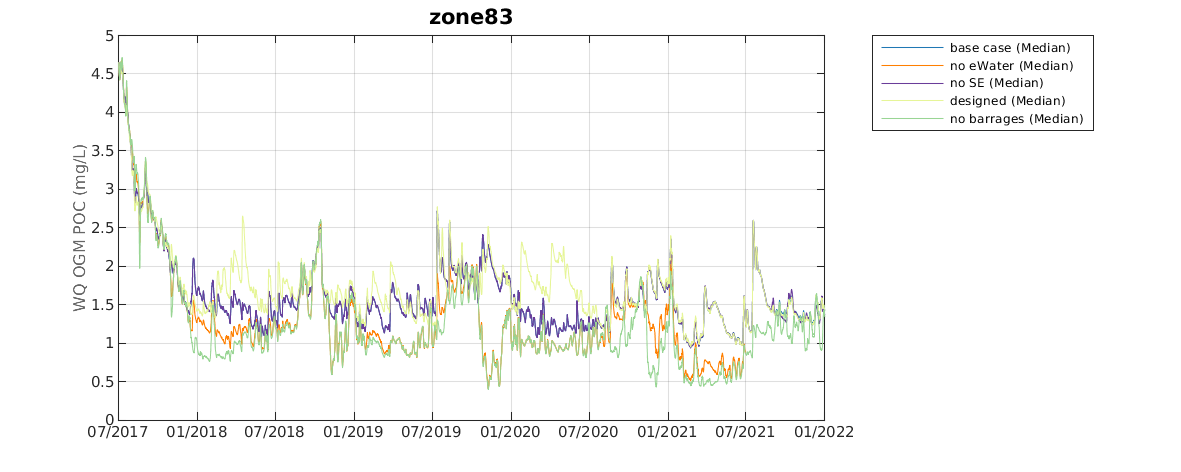 zone83
WQ OGM POC (mg/L)
5
4.5
4
3.5
3
2.5
2
1.5
1
0.5
0
07/2017 01/2018 07/2018 01/2019 07/2019 01/2020 07/2020 01/2021 07/2021 01/2022
base case (Median)
no eWater (Median)
no SE (Median)
designed (Median)
no barrages (Median)